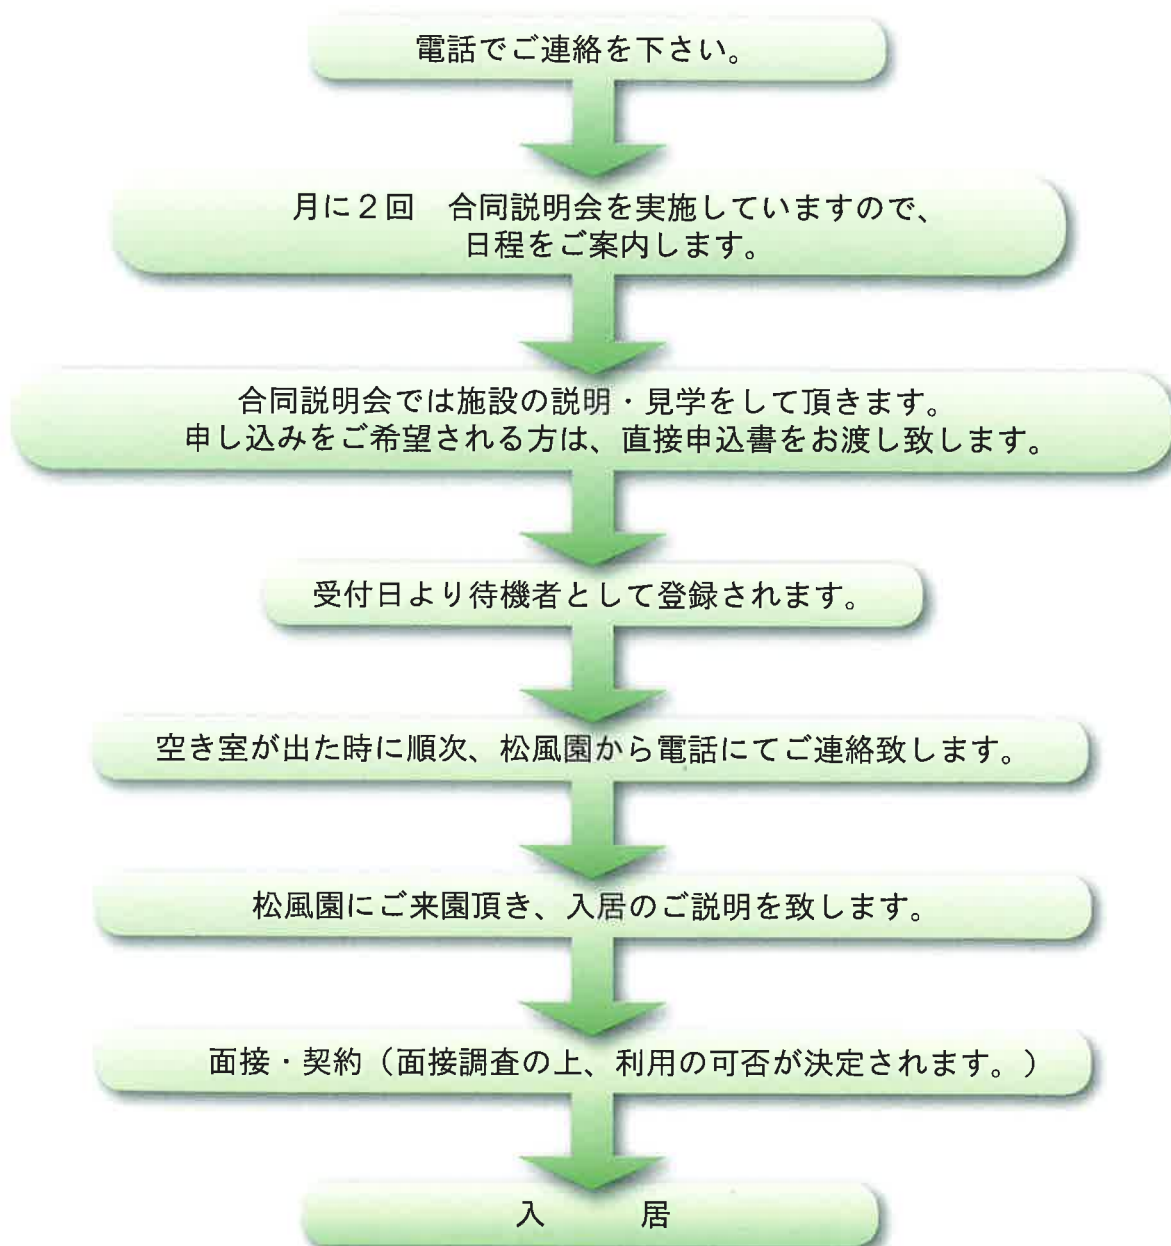 電話でご連絡を下さい。
月に２回　合同説明会を実施していますので、
日程をご案内します。
合同説明会では施設の説明・見学をして頂きます。
申し込みをご希望される方は、直接申込書をお渡し致します。
受付日より待機者として登録されます。
空き室が出た時に順次、松風園から電話にてご連絡致します。
松風園にご来園頂き、入居のご説明を致します。
面接・契約（面接調査の上、利用の可否が決定されます。）
入　　居